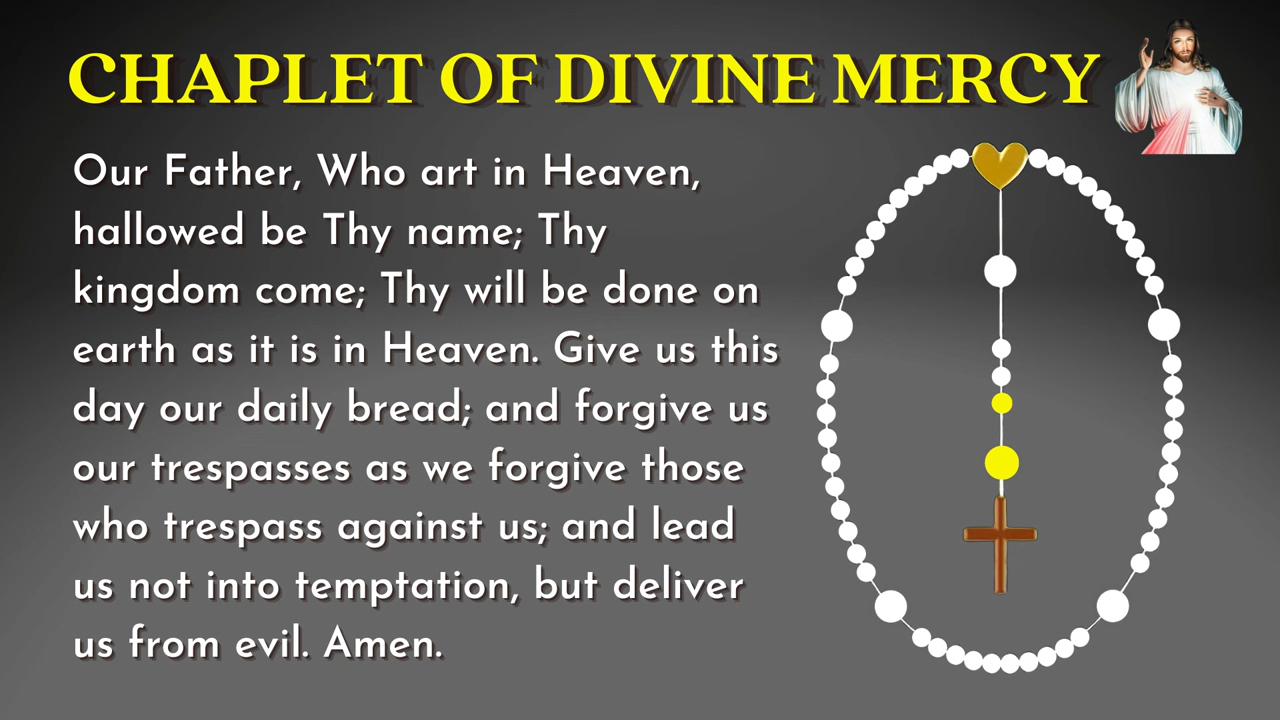 CHAPLET OF DIVINE MERCY
Our Father, Who art in Heaven,
hallowed be Thy name; Thy
kingdom come; Thy will be done on
earth as it is in Heaven. Give us this
day our daily bread; and forgive us
our trespasses as we forgive those
who trespass against us; and lead
us not into temptation, but deliver
us from evil. Amen.